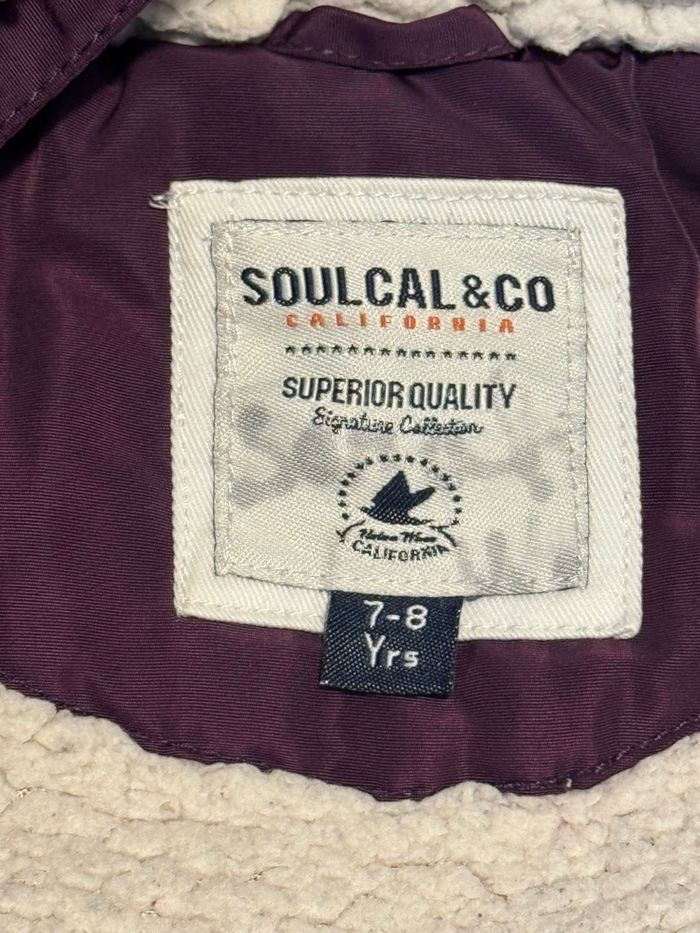 SOULCAL & CO
CALIFORNIA
SUPERIOR QUALITY
Signature Collection
CALIFORNIA
7-8
Yrs